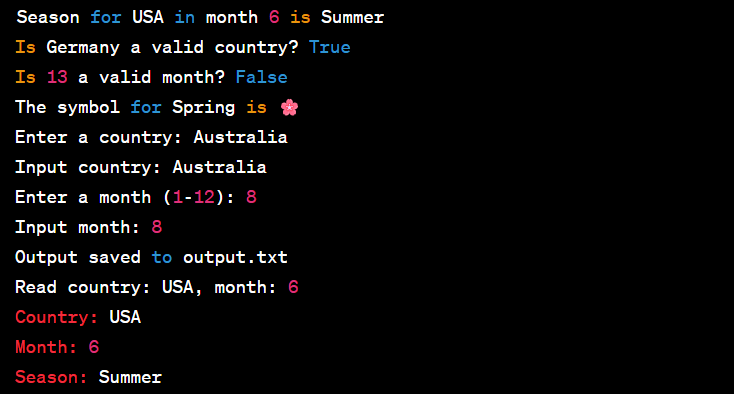 Season for USA in month 6 is Summer
Is Germany a valid country? True
Is 13 a valid month? False
The symbol for Spring is 🌸
Enter a country: Australia
Input country: Australia
Enter a month (1-12): 8
Input month: 8
Output saved to output.txt
Read country: USA, month: 6
Country: USA
Month: 6
Season: Summer